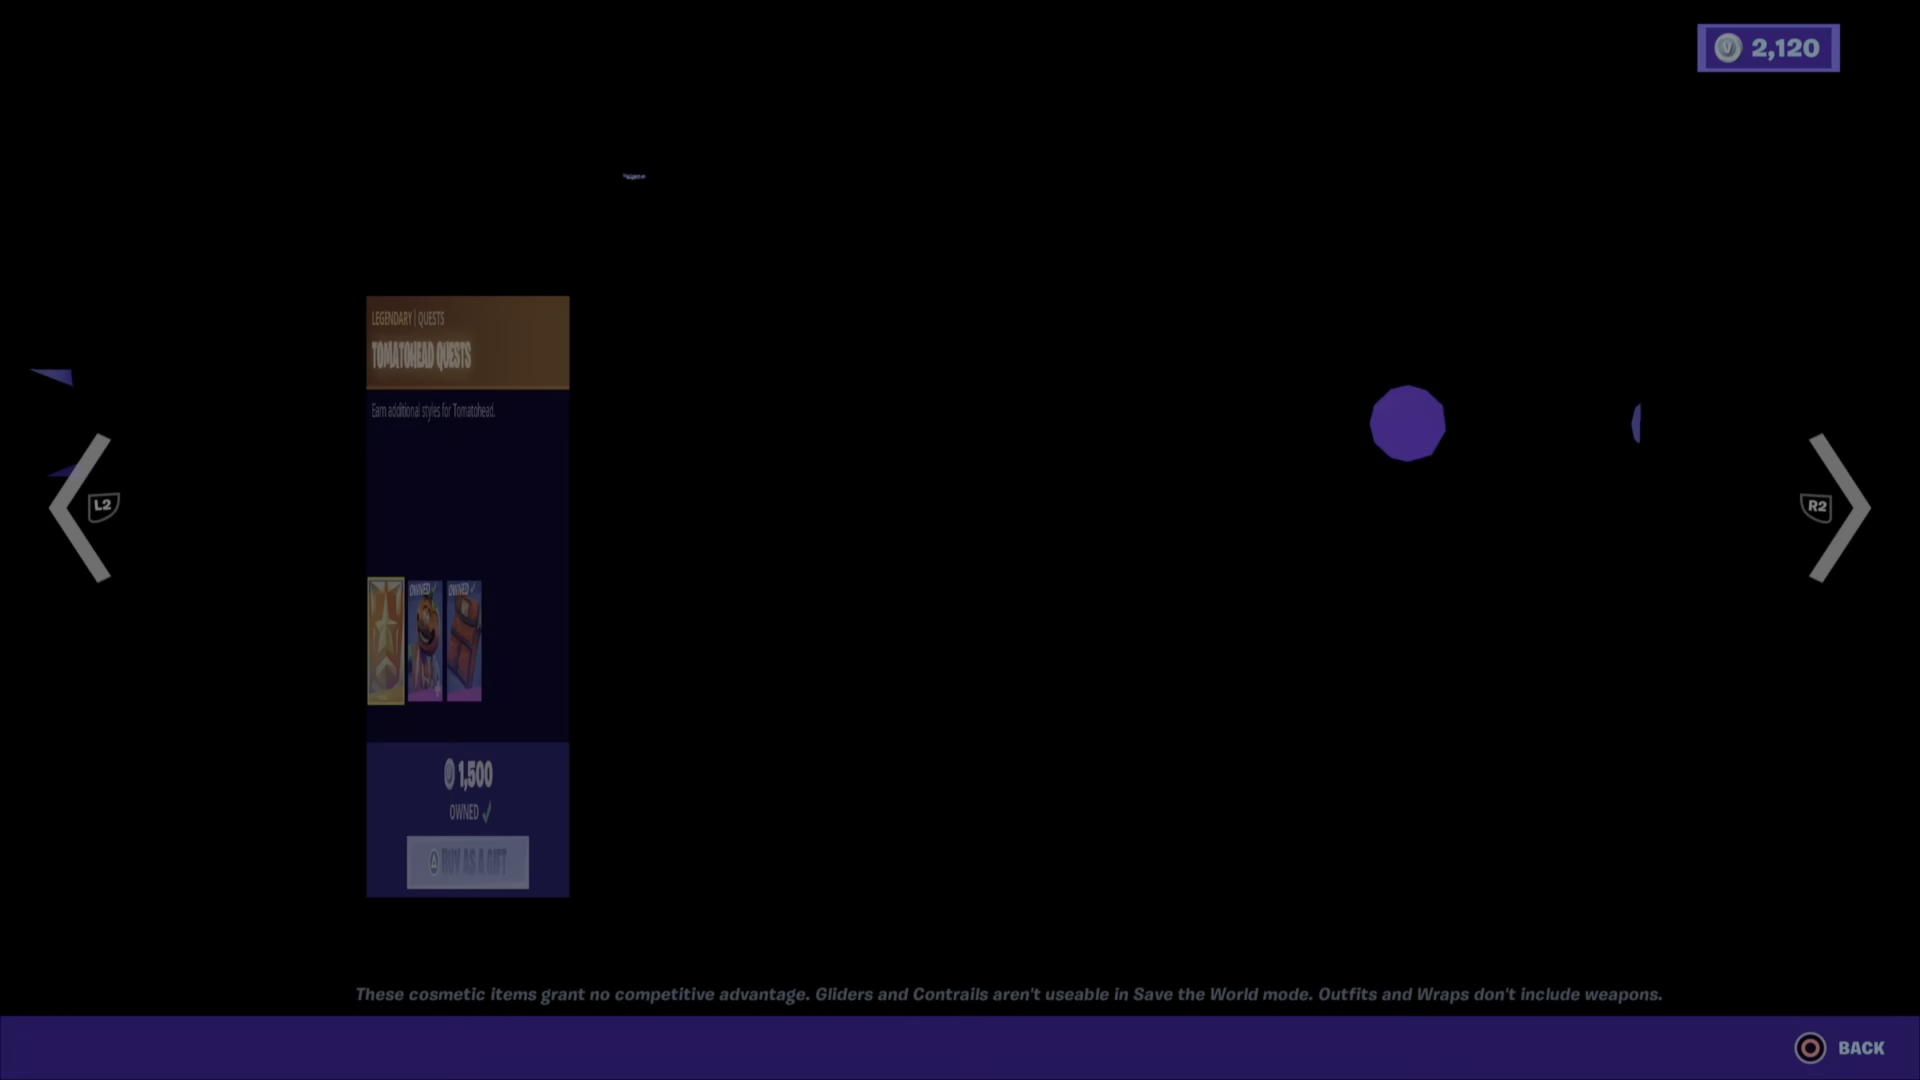 2,120
LEGENDARY | QUESTS
TOMATOHEAD QUESTS
Earn additional styles for Tomatohead.
L2
R2
OWNED
OWNED
1,500
OWNED
BUY AS A GIFT
These cosmetic items grant no competitive advantage. Gliders and Contrails aren't useable in Save the World mode. Outfits and Wraps don't include weapons.
BACK